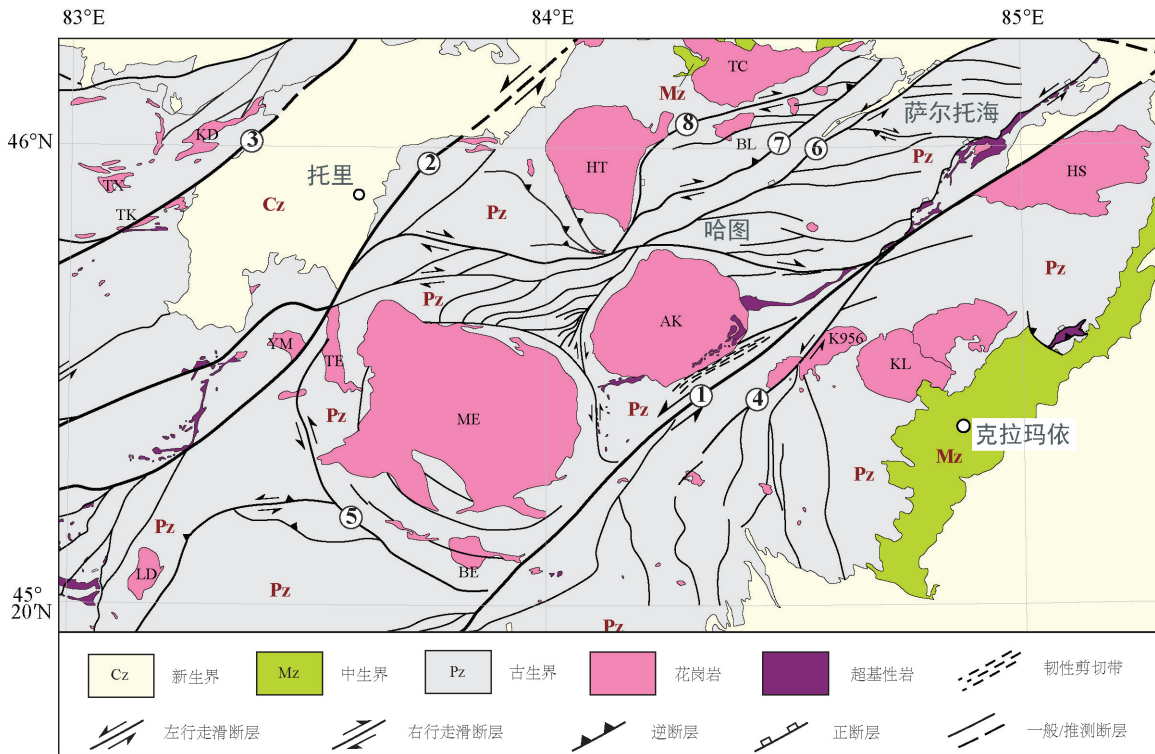 83°E 84°E 85°E
TC
Mz
萨尔托海
KD
8
3
BL 7 6
46°N
2
Pz
HT
HS
TX
托里
Cz
Pz
TK
哈图
Pz
Pz
AK
YM
TE
K956
KL
Pz
ME
Pz
1
4
克拉玛依
Mz
Pz
5
Pz
LD
BE
Pz
45°
20′N
Pz
Cz 新生界 Mz 中生界 Pz 古生界 花岗岩 超基性岩 韧性剪切带
左行走滑断层 右行走滑断层 逆断层 正断层 一般/推测断层